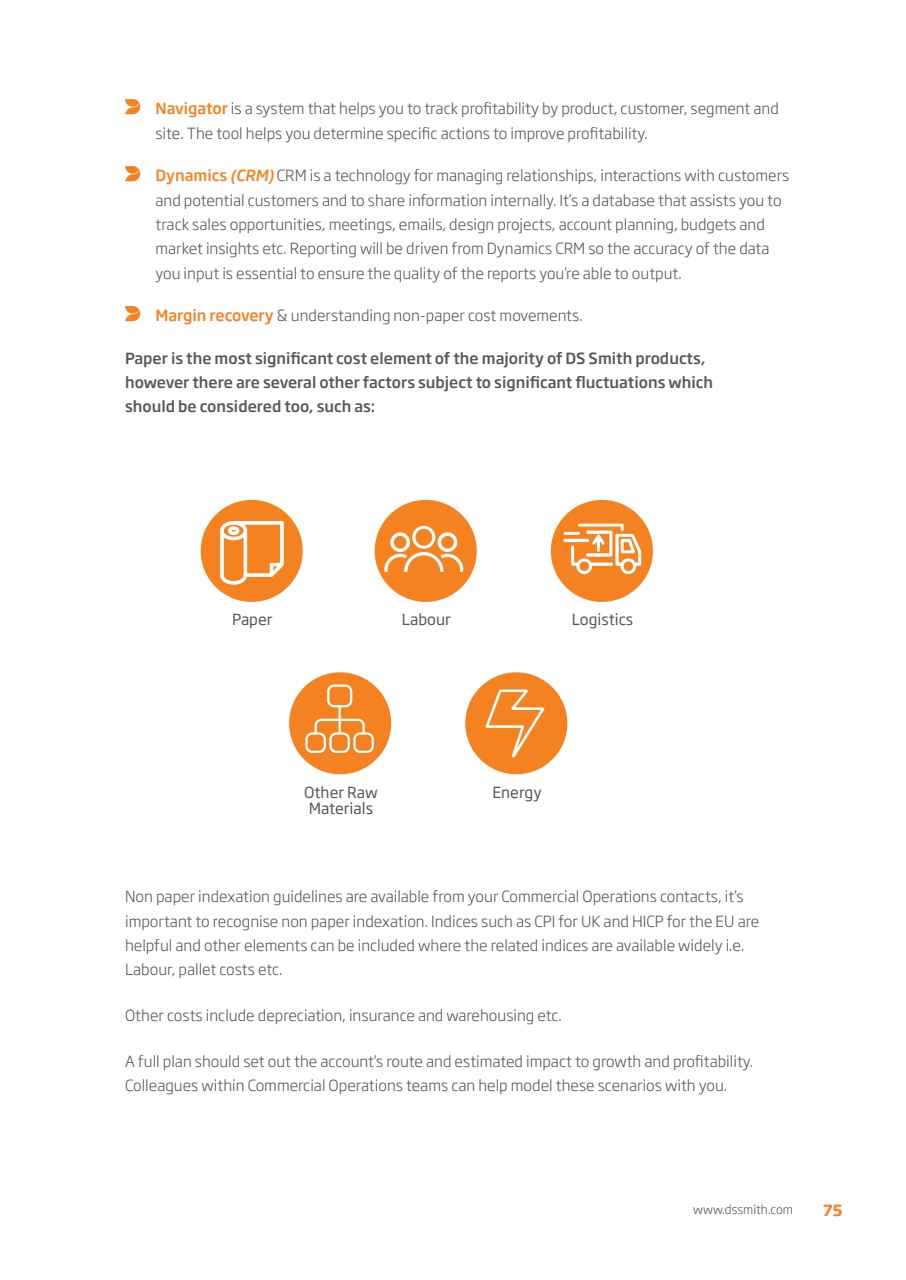 Navigator is a system that helps you to track profitability by product, customer, segment and
site. The tool helps you determine specific actions to improve profitability.
Dynamics (CRM) CRM is a technology for managing relationships, interactions with customers
and potential customers and to share information internally. It's a database that assists you to
track sales opportunities, meetings, emails, design projects, account planning, budgets and
market insights etc. Reporting will be driven from Dynamics CRM so the accuracy of the data
you input is essential to ensure the quality of the reports you're able to output.
Margin recovery & understanding non-paper cost movements.
Paper is the most significant cost element of the majority of DS Smith products,
however there are several other factors subject to significant fluctuations which
should be considered too, such as:
Paper
Labour
Logistics
Other Raw
Materials
Energy
Non paper indexation guidelines are available from your Commercial Operations contacts, it's
important to recognise non paper indexation. Indices such as CPI for UK and HICP for the EU are
helpful and other elements can be included where the related indices are available widely i.e.
Labour, pallet costs etc.
Other costs include depreciation, insurance and warehousing etc.
A full plan should set out the account's route and estimated impact to growth and profitability.
Colleagues within Commercial Operations teams can help model these scenarios with you.
www.dssmith.com 75